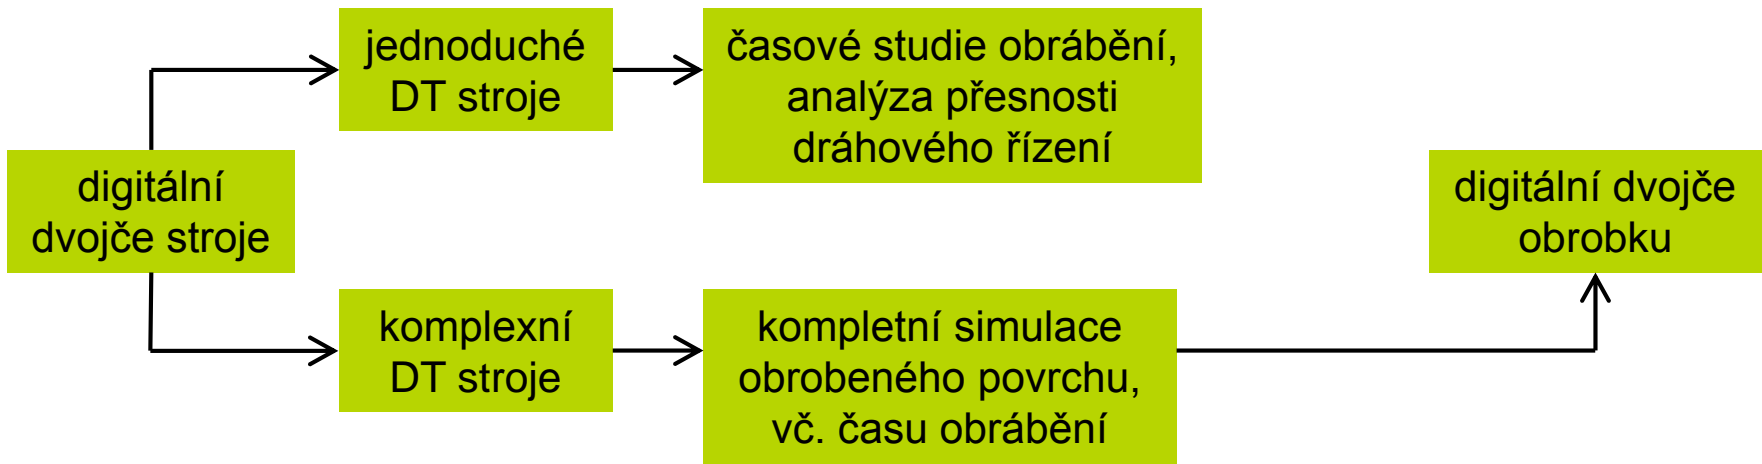 jednoduché
DT stroje
časové studie obrábění,
analýza přesnosti
dráhového řízení
digitální
dvojče stroje
digitální dvojče
obrobku
komplexní
DT stroje
kompletní simulace
obrobeného povrchu,
vč. času obrábění